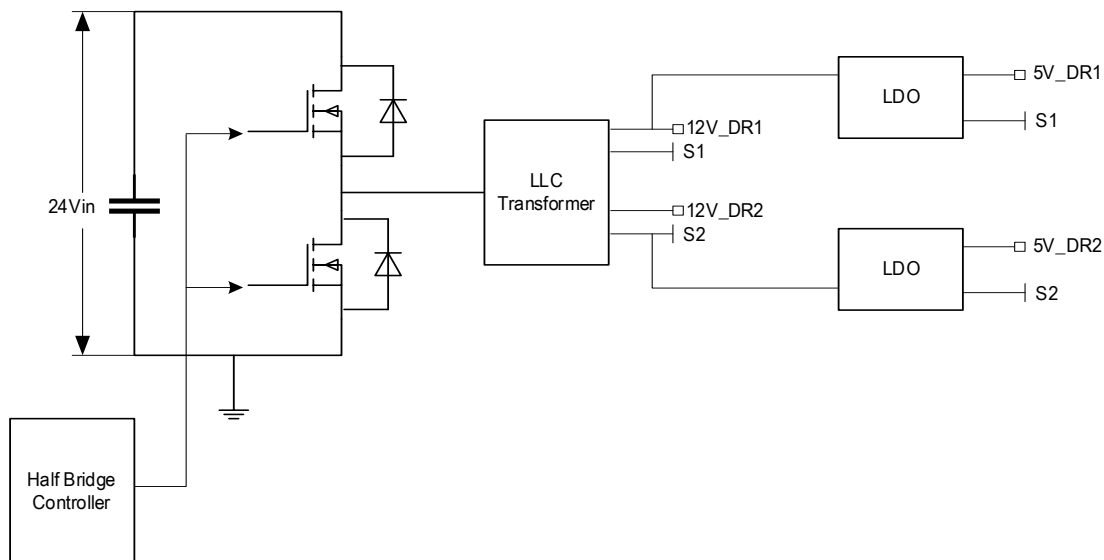 24Vin
Half Bridge
Controller
LLC
Transformer
12V_DR1
S1
12V_DR2
S2
LDO
5V_DR1
S1
LDO
5V_DR2
S2